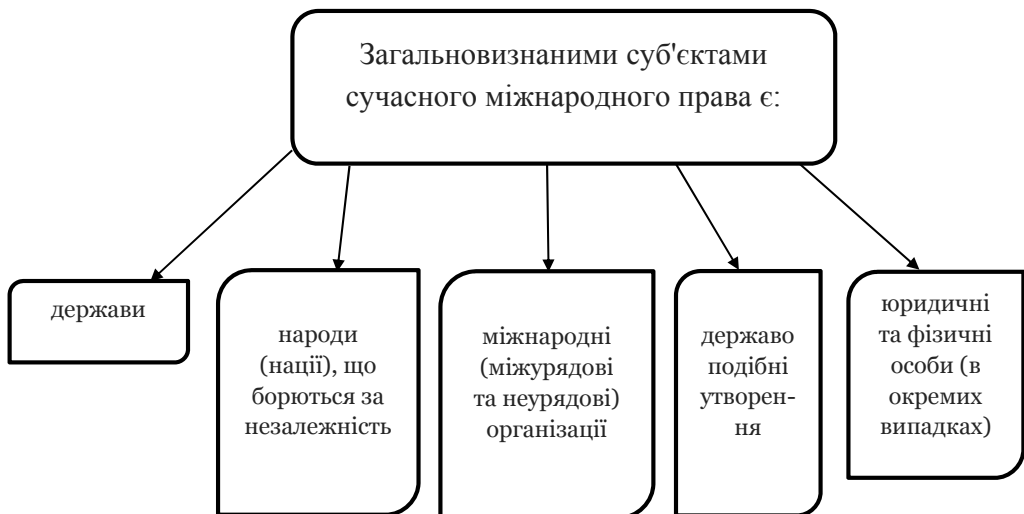 Загальновизнаними суб'єктами
сучасного міжнародного права є:
держави
народи
(нації), що
борються за
незалежність
міжнародні
(міжурядові
та неурядові)
організації
державо
подібні
утворен-
ня
юридичні
та фізичні
особи (в
окремих
випадках)